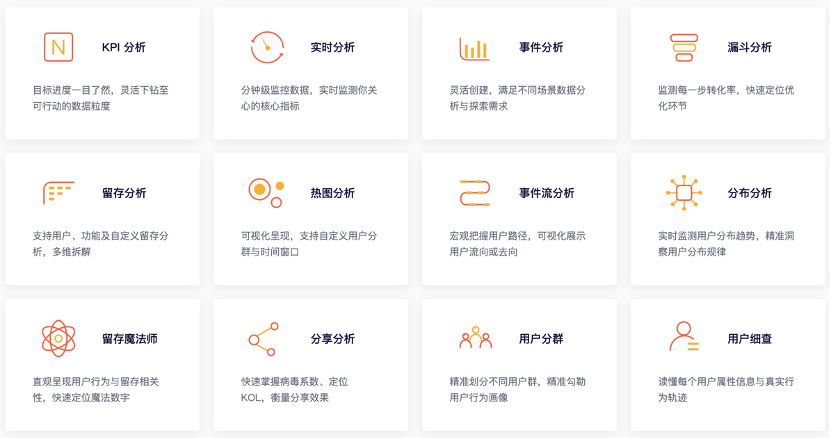 N
KPI 分析
目标进度一目了然，灵活下钻至
可行动的数据粒度
实时分析
分钟级监控数据，实时监测你关
心的核心指标
事件分析
灵活创建，满足不同场景数据分
析与探索需求
漏斗分析
监测每一步转化率，快速定位优
化环节
留存分析
支持用户、功能及自定义留存分
析，多维拆解
热图分析
可视化呈现，支持自定义用户分
群与时间窗口
事件流分析
宏观把握用户路径，可视化展示
用户流向或去向
分布分析
实时监测用户分布趋势，精准洞
察用户分布规律
留存魔法师
直观呈现用户行为与留存相关
性，快速定位魔法数字
分享分析
快速掌握病毒系数、定位
KOL，衡量分享效果
用户分群
精准划分不同用户群，精准勾勒
用户行为画像
用户细查
读懂每个用户属性信息与真实行
为轨迹